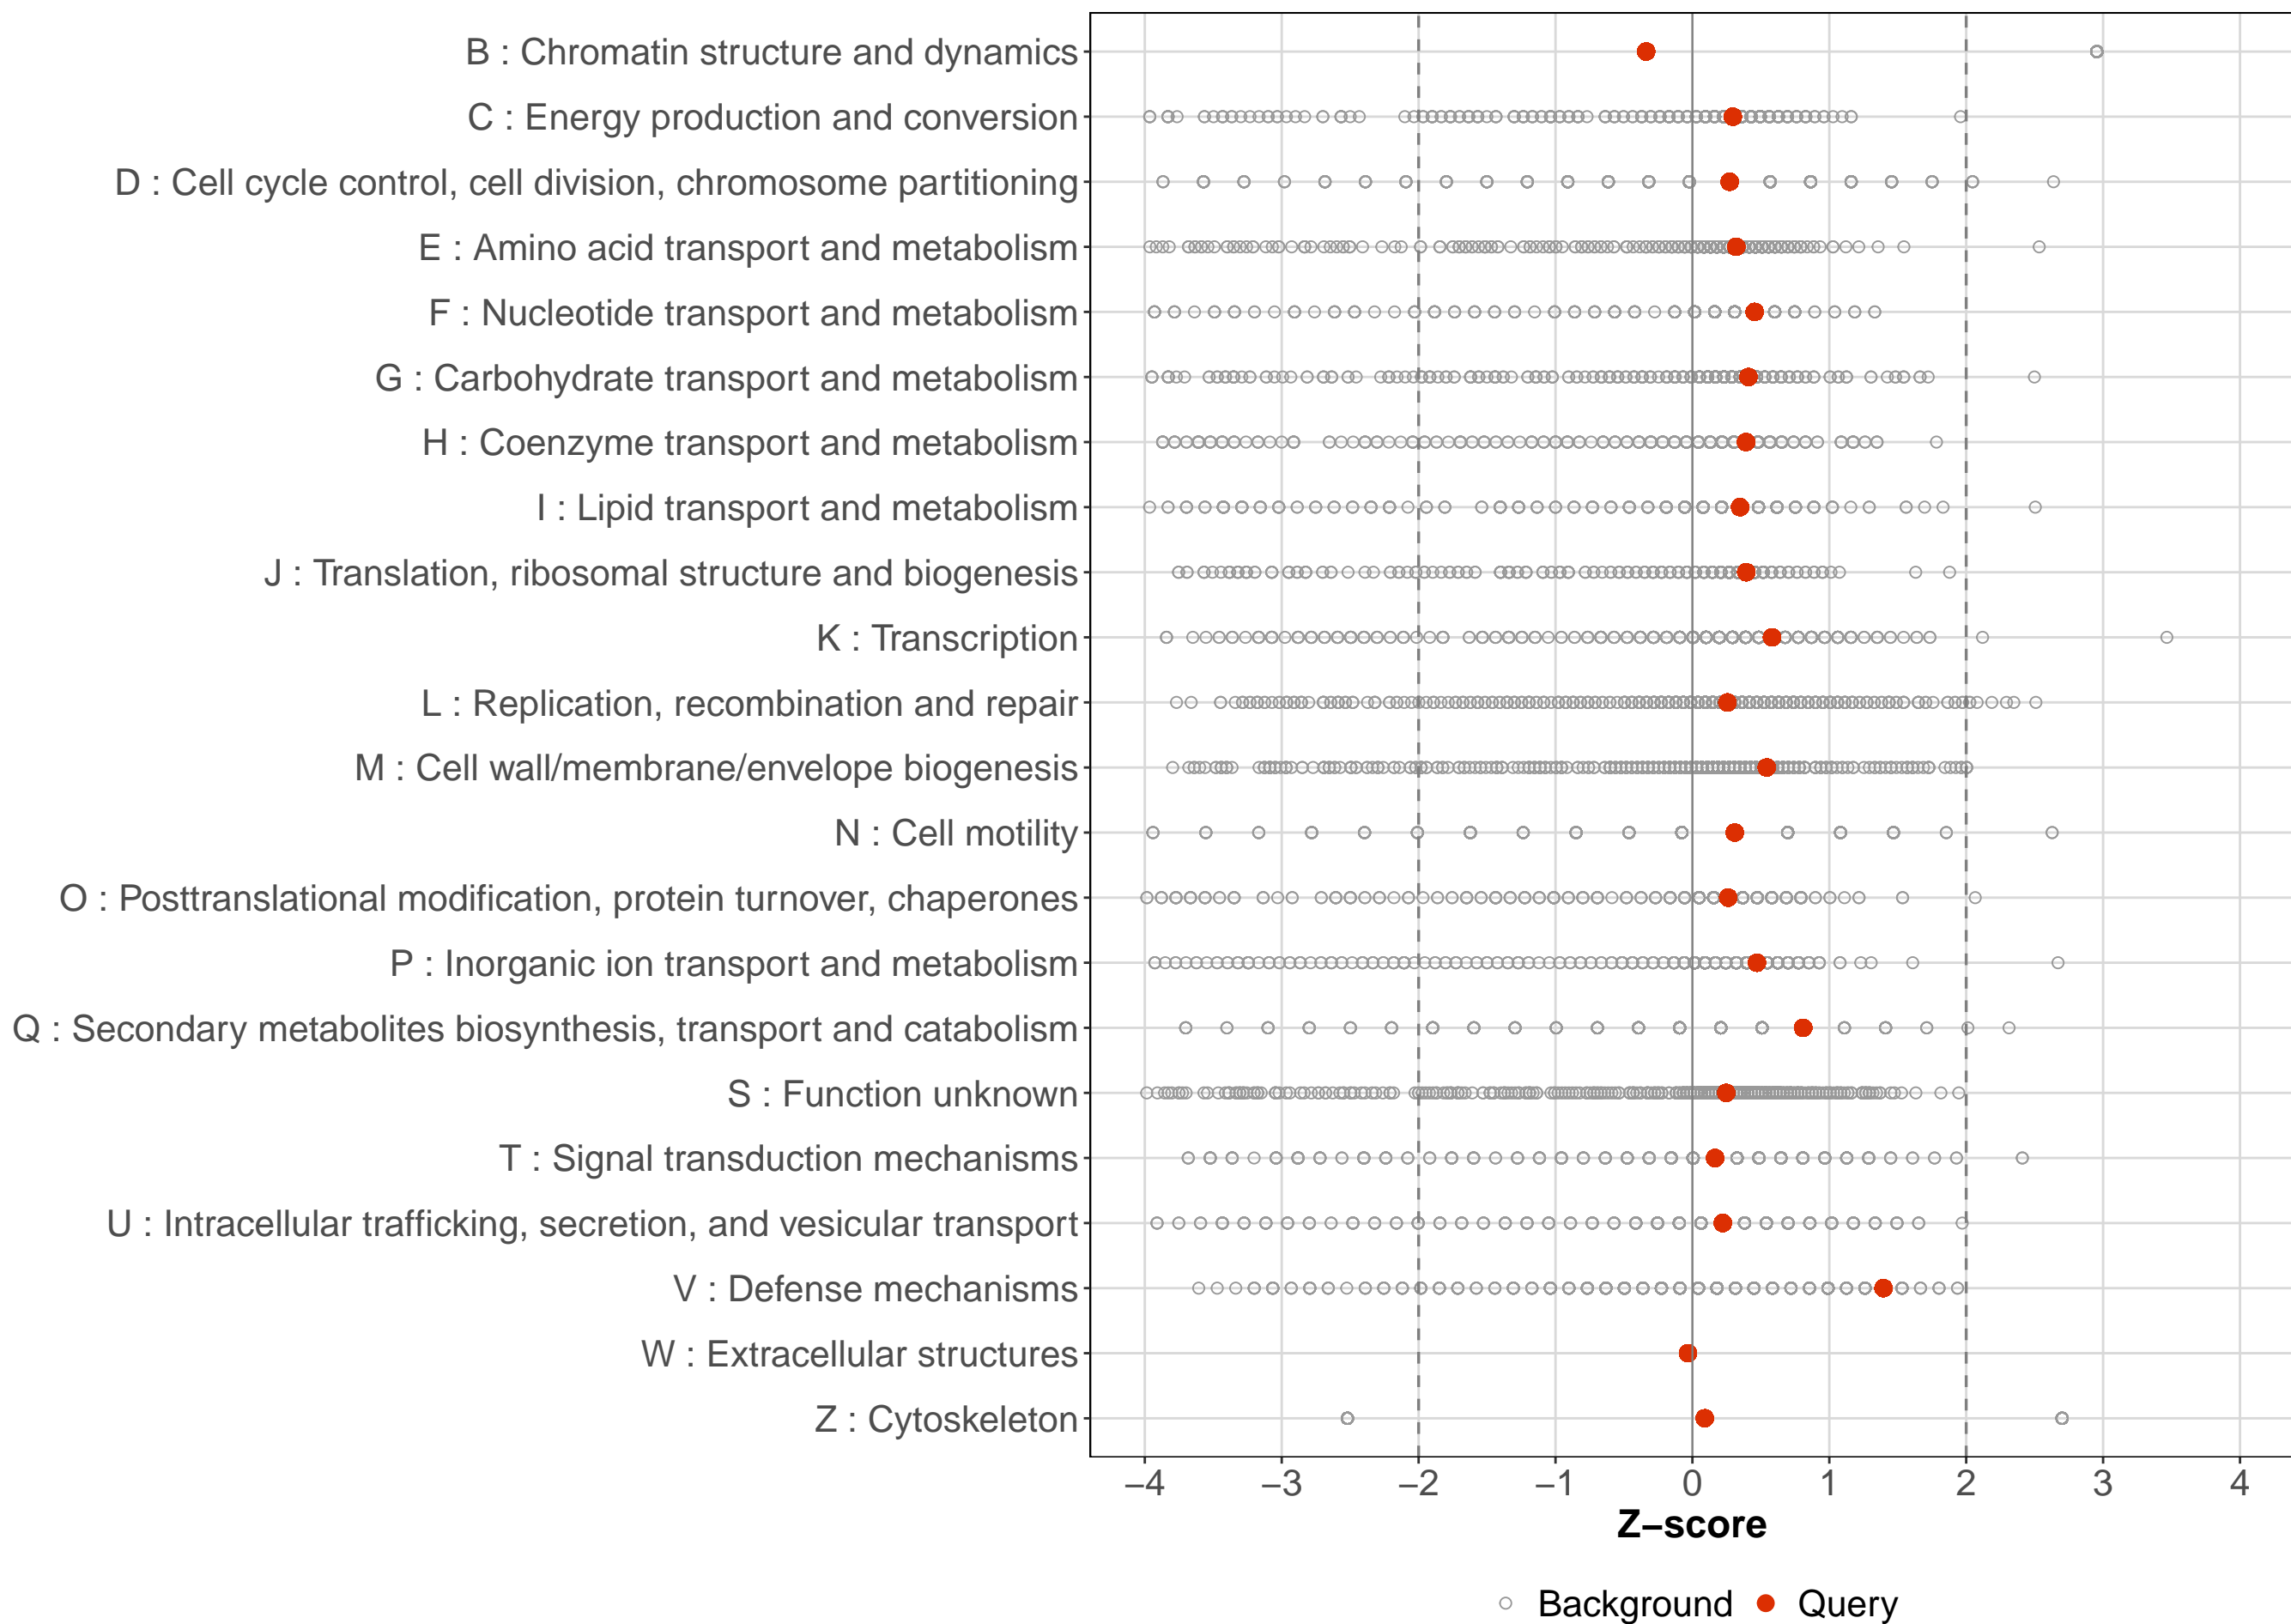 B : Chromatin structure and dynamics
C : Energy production and conversion
D : Cell cycle control, cell division, chromosome partitioning
E : Amino acid transport and metabolism
F : Nucleotide transport and metabolism
G : Carbohydrate transport and metabolism
H : Coenzyme transport and metabolism
I : Lipid transport and metabolism
J : Translation, ribosomal structure and biogenesis
K : Transcription
L : Replication, recombination and repair
M : Cell wall/membrane/envelope biogenesis
N : Cell motility
O : Posttranslational modification, protein turnover, chaperones
P : Inorganic ion transport and metabolism
Q : Secondary metabolites biosynthesis, transport and catabolism
S : Function unknown
T : Signal transduction mechanisms
U : Intracellular trafficking, secretion, and vesicular transport
V : Defense mechanisms
W : Extracellular structures
Z : Cytoskeleton
−4 −3 −2 −1 0 1 2 3 4
Z−score
Background Query